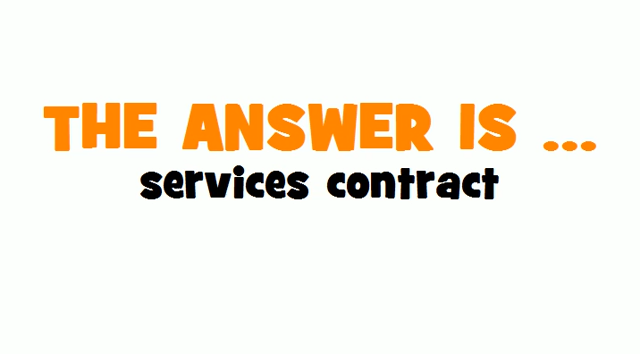 THE ANSWER IS ...
services contract